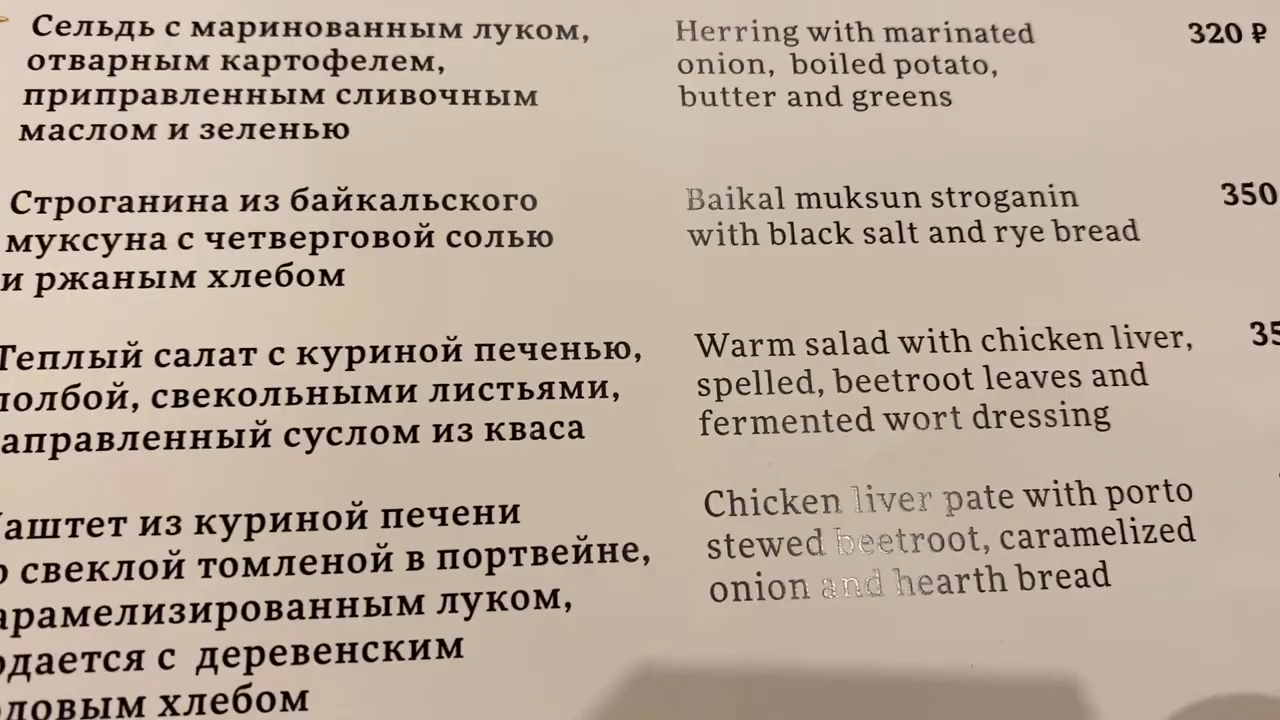 Сельдь с маринованным луком,
отварным картофелем,
приправленным сливочным
маслом и зеленью
Herring with marinated
onion, boiled potato,
butter and greens
320 ₽
Строганина из байкальского
муксуна с четверговой солью
и ржаным хлебом
Baikal muksun stroganin
with black salt and rye bread
350
Теплый салат с куриной печенью,
полбой, свекольными листьями,
аправленный суслом из кваса
Warm salad with chicken liver,
spelled, beetroot leaves and
fermented wort dressing
35
аштет из куриной печени
о свеклой томленой в портвейне,
арамелизированным луком,
одается с деревенским
одовым хлебом
Chicken liver pate with porto
stewed beetroot, caramelized
onion and hearth bread